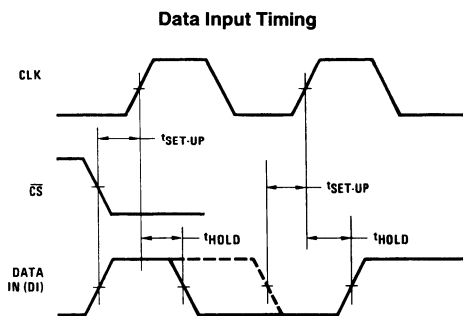 Data Input Timing
CLK
tSET-UP
CS
tSET-UP
tHOLD
tHOLD
DATA
IN (DI)